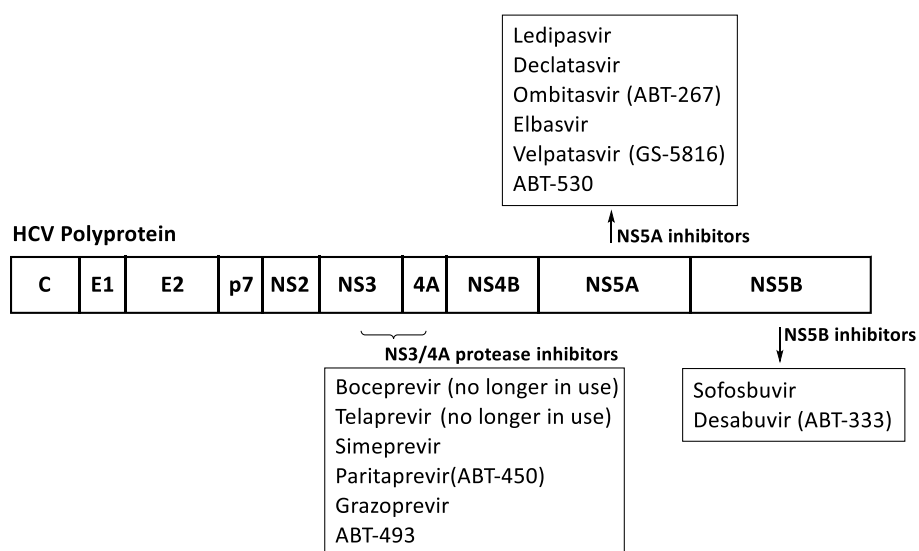 Ledipasvir
Declatasvir
Ombitasvir (ABT-267)
Elbasvir
Velpatasvir (GS-5816)
ABT-530
HCV Polyprotein
NS5A inhibitors
C E1 E2 p7 NS2 NS3 4A NS4B NS5A NS5B
NS5B inhibitors
NS3/4A protease inhibitors
Boceprevir (no longer in use)
Telaprevir (no longer in use)
Simeprevir
Paritaprevir(ABT-450)
Grazoprevir
ABT-493
Sofosbuvir
Desabuvir (ABT-333)